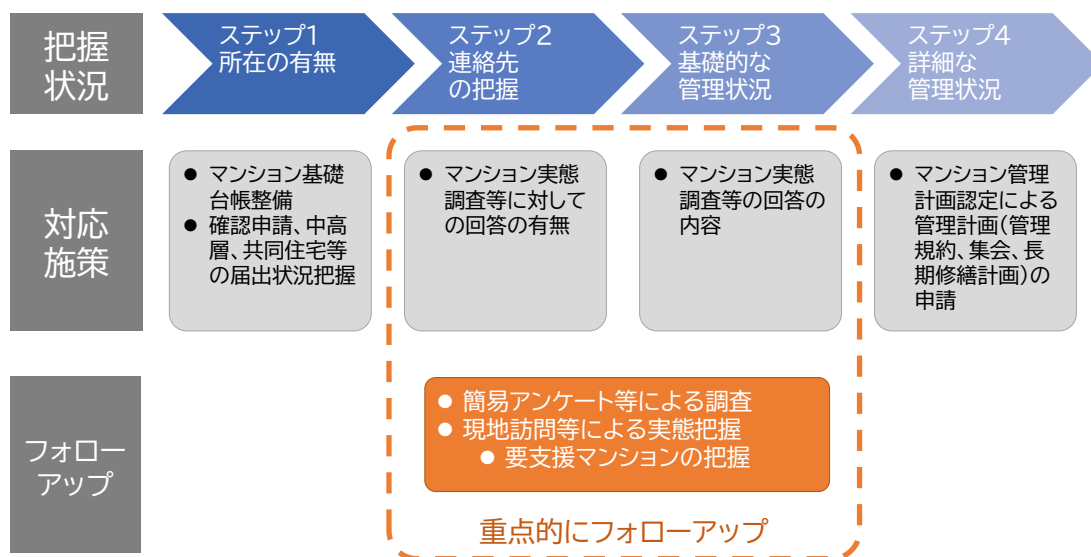 把握
状況
ステップ1
所在の有無
ステップ2
連絡先
の把握
ステップ3
基礎的な
管理状況
ステップ4
詳細な
管理状況
対応
施策
● マンション基礎
台帳整備
● 確認申請、中高
層、共同住宅等
の届出状況把握
● マンション実態
調査等に対して
の回答の有無
● マンション実態
調査等の回答の
内容
● マンション管理
計画認定による
管理計画(管理
規約、集会、長
期修繕計画)の
申請
フォロー
アップ
● 簡易アンケート等による調査
● 現地訪問等による実態把握
● 要支援マンションの把握
重点的にフォローアップ